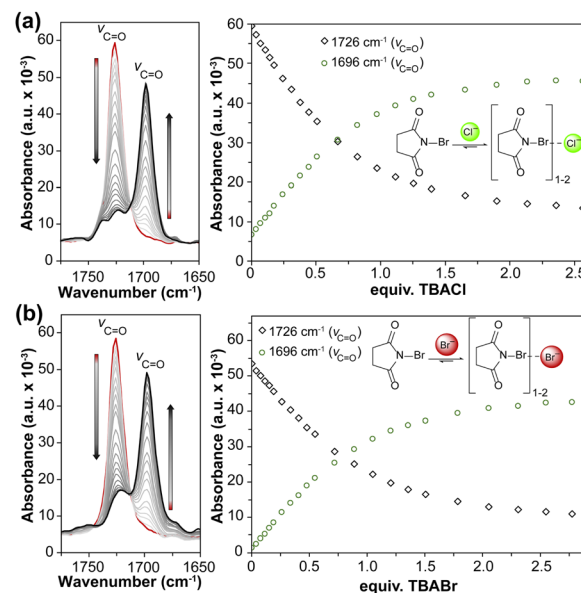 (a)
νC=O
νC=O
Absorbance (a.u. x 10⁻³)
60
50
40
30
20
10
0
1750 1700 1650
Wavenumber (cm⁻¹)
Absorbance (a.u. x 10⁻³)
60
50
40
30
20
10
0
1726 cm⁻¹ (νC=O)
1696 cm⁻¹ (νC=O)
O
N-Br
O
Cl⁻
O
N-Br
O
Cl⁻
1-2
0 0.5 1.0 1.5 2.0 2.5
equiv. TBACl
(b)
νC=O
νC=O
Absorbance (a.u. x 10⁻³)
60
50
40
30
20
10
0
1750 1700 1650
Wavenumber (cm⁻¹)
Absorbance (a.u. x 10⁻³)
60
50
40
30
20
10
0
1726 cm⁻¹ (νC=O)
1696 cm⁻¹ (νC=O)
O
N-Br
O
Br⁻
O
N-Br
O
Br⁻
1-2
0 0.5 1.0 1.5 2.0 2.5
equiv. TBABr